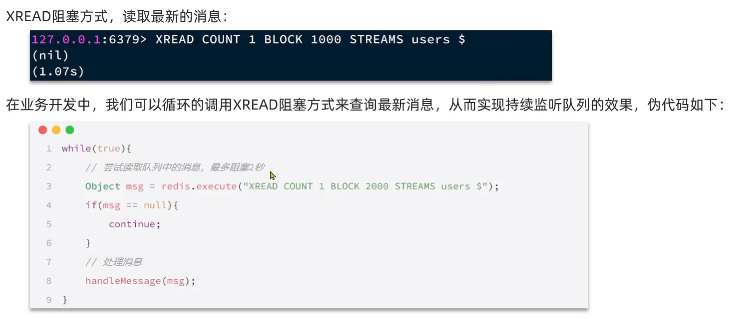 XREAD阻塞方式，读取最新的消息：
127.0.0.1:6379> XREAD COUNT 1 BLOCK 1000 STREAMS users $
(nil)
(1.07s)
在业务开发中，我们可以循环的调用XREAD阻塞方式来查询最新消息，从而实现持续监听队列的效果，伪代码如下：
1 while(true){
2 // 尝试读取队列中的消息，最多阻塞2秒
3 Object msg = redis.execute("XREAD COUNT 1 BLOCK 2000 STREAMS users $");
4 if(msg == null){
5 continue;
6 }
7 // 处理消息
8 handleMessage(msg);
9 }